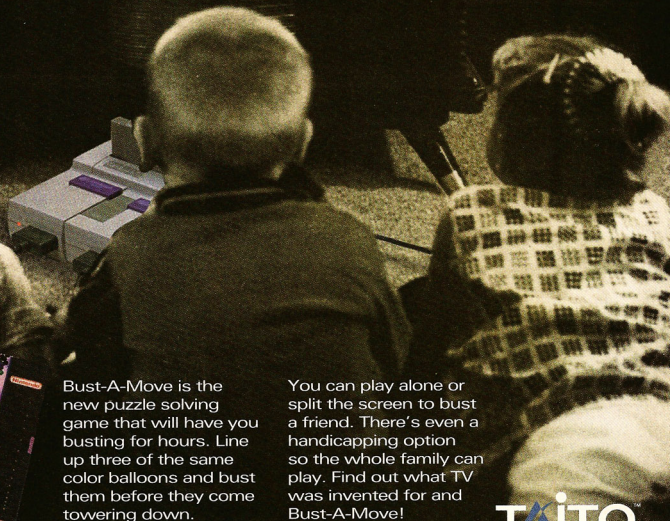 Nintendo
Bust-A-Move is the
new puzzle solving
game that will have you
busting for hours. Line
up three of the same
color balloons and bust
them before they come
towering down.
You can play alone or
split the screen to bust
a friend. There's even a
handicapping option
so the whole family can
play. Find out what TV
was invented for and
Bust-A-Move!
TAiTO™